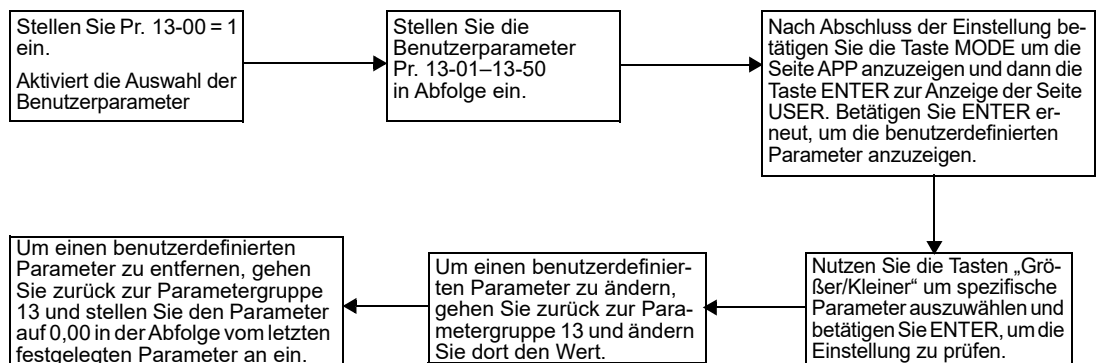 Stellen Sie Pr. 13-00 = 1
ein.
Aktiviert die Auswahl der
Benutzerparameter
Stellen Sie die
Benutzerparameter
Pr. 13-01–13-50
in Abfolge ein.
Nach Abschluss der Einstellung be-
tätigen Sie die Taste MODE um die
Seite APP anzuzeigen und dann die
Taste ENTER zur Anzeige der Seite
USER. Betätigen Sie ENTER er-
neut, um die benutzerdefinierten
Parameter anzuzeigen.
Nutzen Sie die Tasten „Grö-
ßer/Kleiner“ um spezifische
Parameter auszuwählen und
betätigen Sie ENTER, um die
Einstellung zu prüfen.
Um einen benutzerdefinier-
ten Parameter zu ändern,
gehen Sie zurück zur Para-
metergruppe 13 und ändern
Sie dort den Wert.
Um einen benutzerdefinierten
Parameter zu entfernen, gehen
Sie zurück zur Parametergruppe
13 und stellen Sie den Parameter
auf 0,00 in der Abfolge vom letzten
festgelegten Parameter an ein.